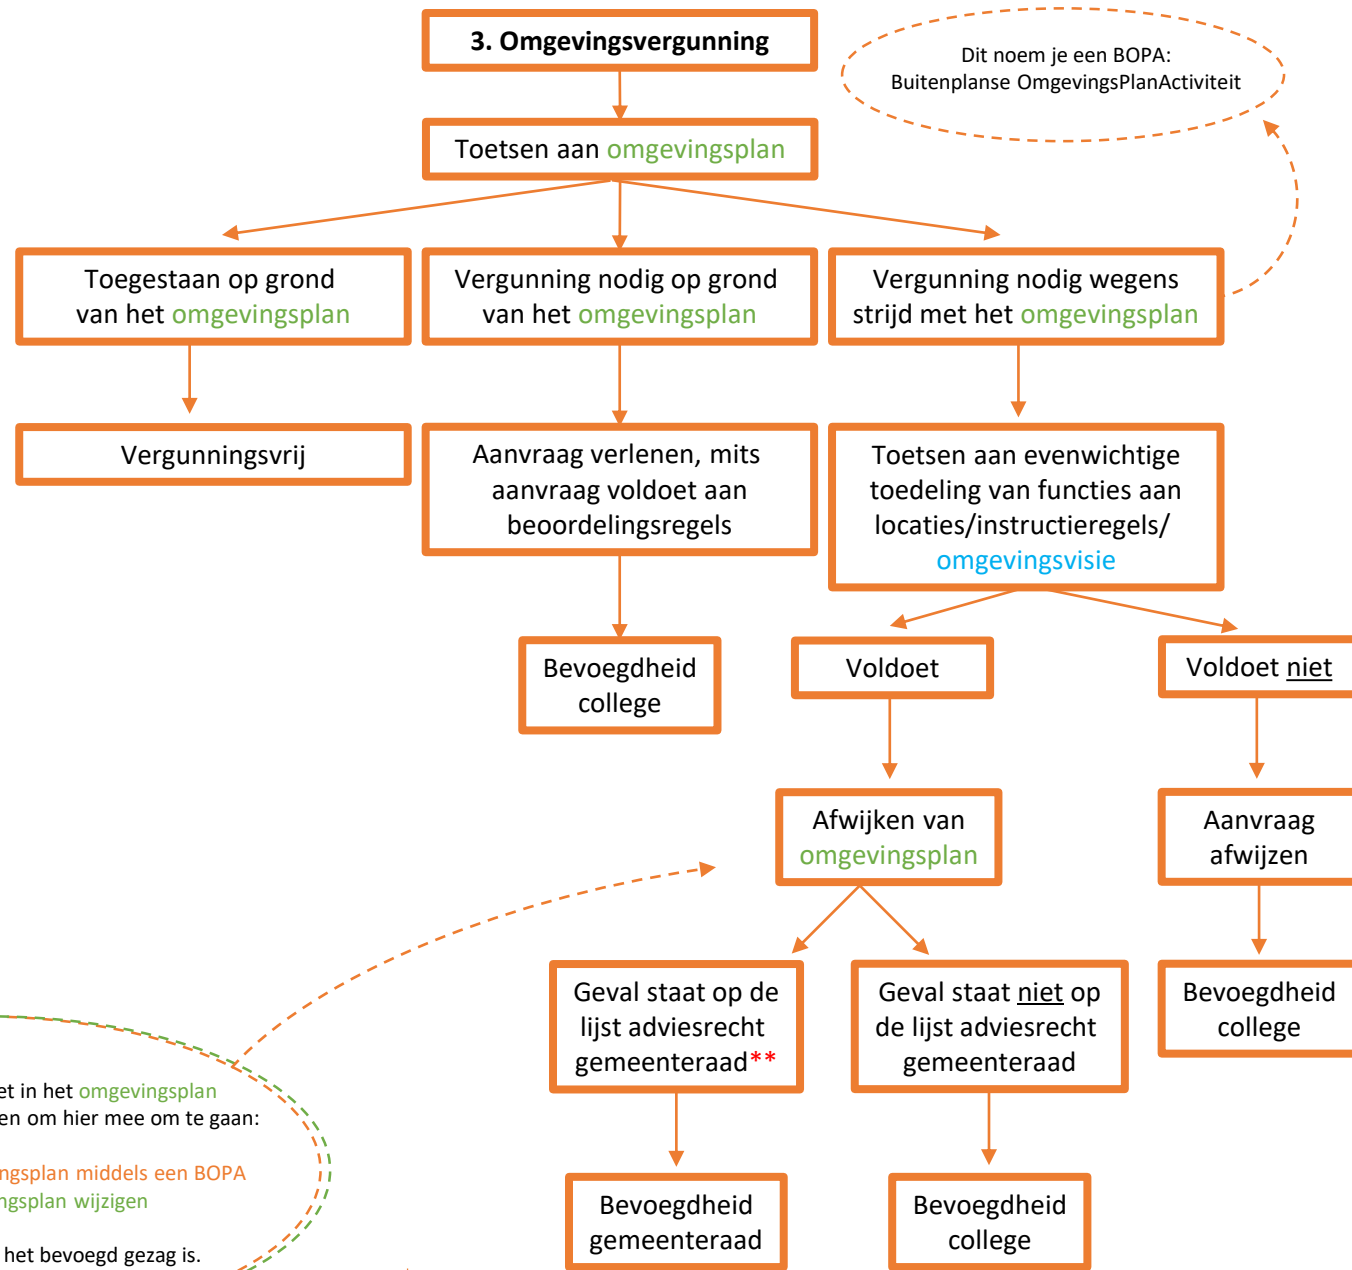 3. Omgevingsvergunning
Dit noem je een BOPA:
Buitenplanse OmgevingsPlanActiviteit
Toetsen aan omgevingsplan
Toegestaan op grond
van het omgevingsplan
Vergunning nodig op grond
van het omgevingsplan
Vergunning nodig wegens
strijd met het omgevingsplan
Vergunningsvrij
Aanvraag verlenen, mits
aanvraag voldoet aan
beoordelingsregels
Toetsen aan evenwichtige
toedeling van functies aan
locaties/instructieregels/
omgevingsvisie
Bevoegdheid
college
Voldoet
Voldoet niet
Afwijken van
omgevingsplan
Aanvraag
afwijzen
Geval staat op de
lijst adviesrecht
gemeenteraad**
Geval staat niet op
de lijst adviesrecht
gemeenteraad
Bevoegdheid
college
Bevoegdheid
gemeenteraad
Bevoegdheid
college
et in het omgevingsplan
en om hier mee om te gaan:
ngsplan middels een BOPA
ngsplan wijzigen
het bevoegd gezag is.